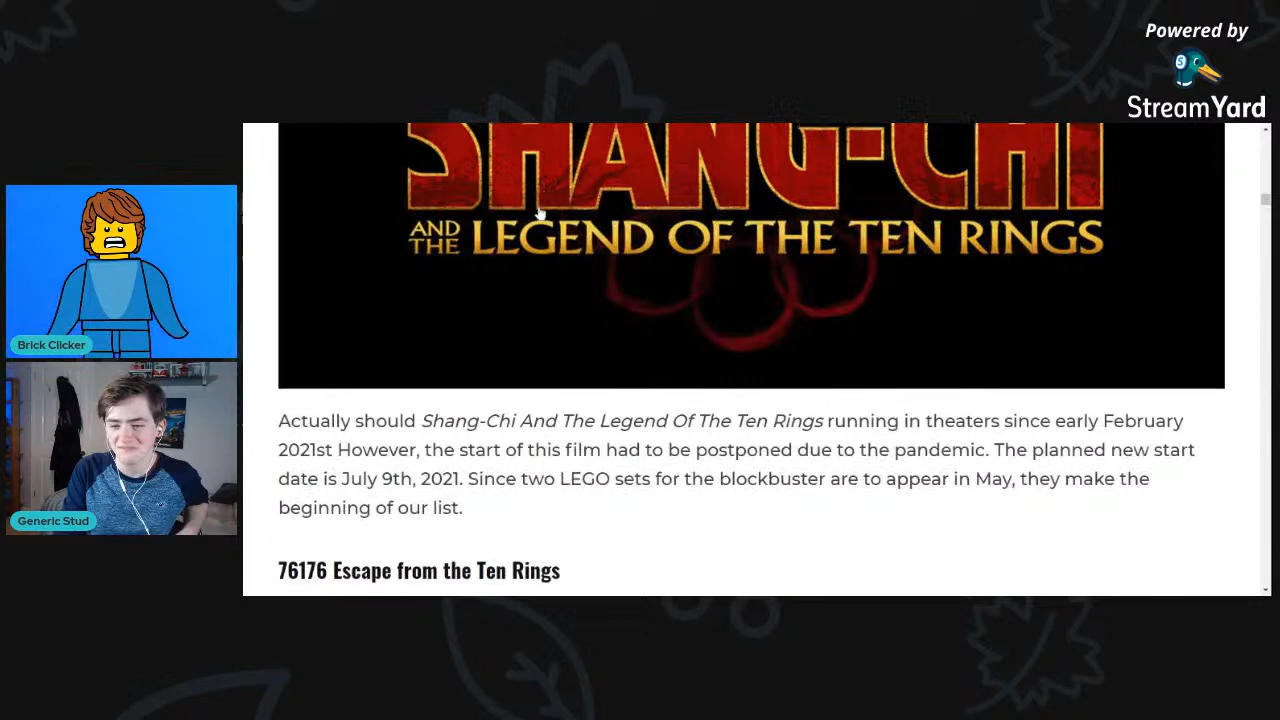 Powered by
StreamYard
SHANG-CHI
AND THE LEGEND OF THE TEN RINGS
Brick Clicker
Generic Stud
Actually should Shang-Chi And The Legend Of The Ten Rings running in theaters since early February
2021st However, the start of this film had to be postponed due to the pandemic. The planned new start
date is July 9th, 2021. Since two LEGO sets for the blockbuster are to appear in May, they make the
beginning of our list.
76176 Escape from the Ten Rings